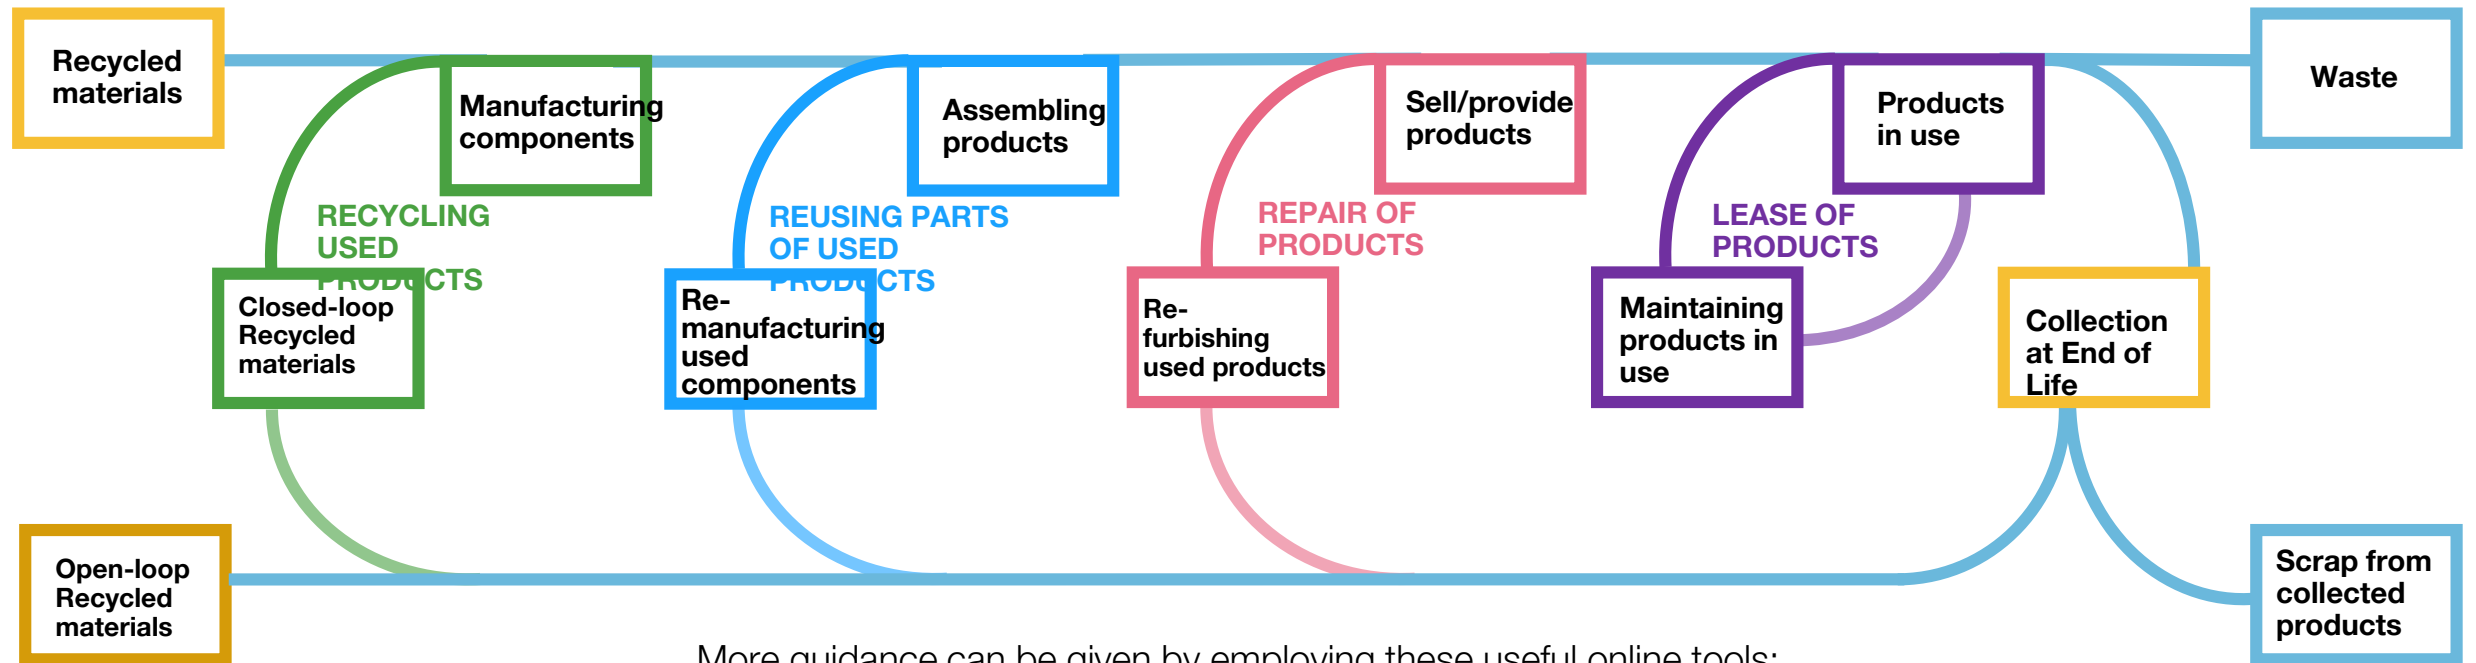 Recycled
materials
Manufacturing
components
Assembling
products
Sell/provide
products
Products
in use
Waste
RECYCLING
USED
PRODUCTS
REUSING PARTS
OF USED
PRODUCTS
REPAIR OF
PRODUCTS
LEASE OF
PRODUCTS
Closed-loop
Recycled
materials
Re-
manufacturing
used
components
Re-
furbishing
used products
Maintaining
products in
use
Collection
at End of
Life
Open-loop
Recycled
materials
Scrap from
collected
products
More guidance can be given by employing these useful online tools: